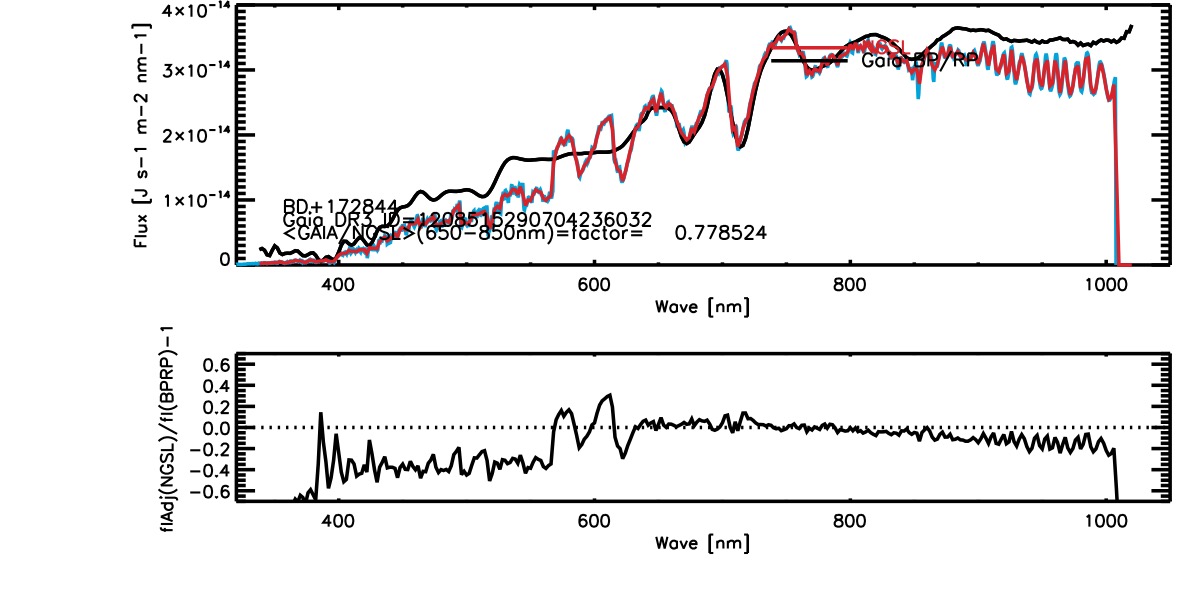 4×10−14
3×10−14
2×10−14
1×10−14
0
Flux [J s−1 m−2 nm−1]
NGSL
Gaia BP/RP
BD+172844
Gaia DR3 ID=1208515290704236032
<GAIA/NGSL>(650−850nm)=factor= 0.778524
400 600 800 1000
Wave [nm]
0.6
0.4
0.2
0.0
−0.2
−0.4
−0.6
flAdj(NGSL)/fl(BPRP)−1
400 600 800 1000
Wave [nm]